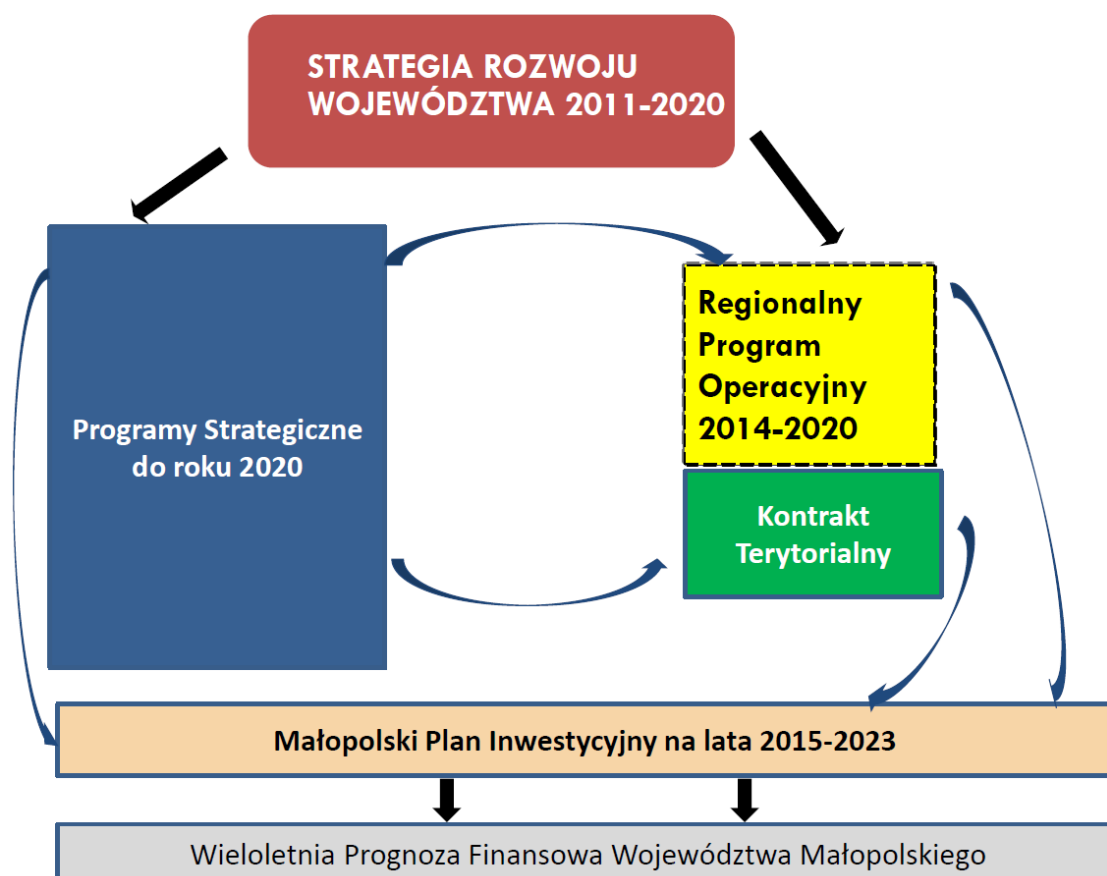 STRATEGIA ROZWOJU
WOJEWÓDZTWA 2011-2020
Programy Strategiczne
do roku 2020
Regionalny
Program
Operacyjny
2014-2020
Kontrakt
Terytorialny
Małopolski Plan Inwestycyjny na lata 2015-2023
Wieloletnia Prognoza Finansowa Województwa Małopolskiego